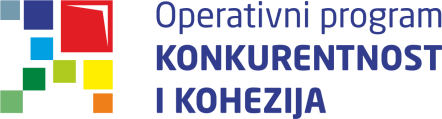 Operativni program
KONKURENTNOST
I KOHEZIJA